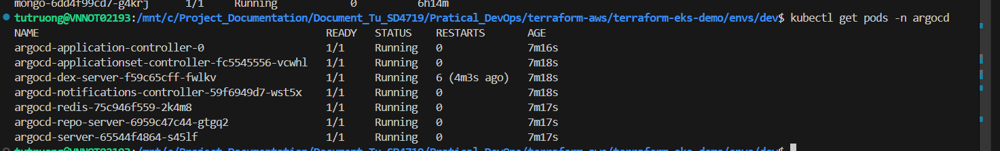 mongo-6dd4f99cd7-g4krj 1/1 Running 0 6h14m
tutruong@VNNOT02193:/mnt/c/Project_Documentation/Document_Tu_SD4719/Pratical_DevOps/terraform-aws/terraform-eks-demo/envs/dev$ kubectl get pods -n argocd
NAME READY STATUS RESTARTS AGE
argocd-application-controller-0 1/1 Running 0 7m16s
argocd-applicationset-controller-fc5545556-vcwhl 1/1 Running 0 7m18s
argocd-dex-server-f59c65cff-fwlkv 1/1 Running 6 (4m3s ago) 7m18s
argocd-notifications-controller-59f6949d7-wst5x 1/1 Running 0 7m18s
argocd-redis-75c946f559-2k4m8 1/1 Running 0 7m17s
argocd-repo-server-6959c47c44-gtgq2 1/1 Running 0 7m17s
argocd-server-65544f4864-s45lf 1/1 Running 0 7m17s
tutruong@VNNOT02193:/mnt/c/Project_Documentation/Document_Tu_SD4719/Pratical_DevOps/terraform-aws/terraform-eks-demo/envs/dev$